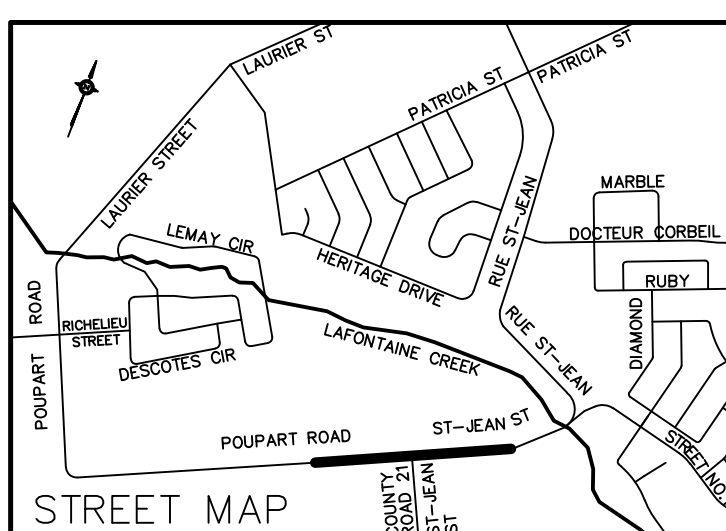 LAURIER ST
PATRICIA ST
PATRICIA ST
LAURIER STREET
MARBLE
LEMAY CIR
RUE ST-JEAN
DOCTEUR CORBEIL
HERITAGE DRIVE
RUBY
ROAD
RICHELIEU
STREET
RUE ST-JEAN
DIAMOND
LAFONTAINE CREEK
DESCOTES CIR
POUPART
ST-JEAN ST
POUPART ROAD
STREET NO.
COUNTY
ROAD 21
ST-JEAN
ST
STREET MAP